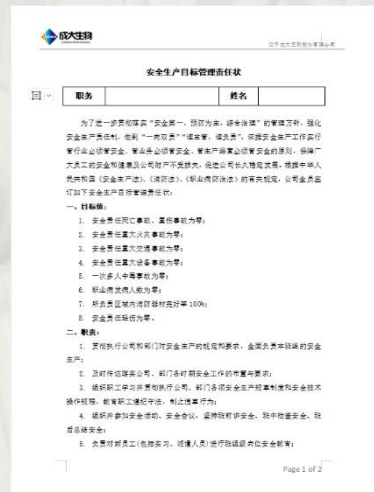 成大生物
辽宁成大生物股份有限公司
安全生产目标管理责任状
职务 姓名
为了进一步贯彻落实“安全第一，预防为主，综合治理”的管理方针，强化
安全生产责任制，做到“一岗双责”“谁主管，谁负责”，依据安全生产工作实行
管行业必须管安全、管业务必须管安全、管生产经营必须管安全的原则，保障广
大员工的安全和健康及公司财产不受损失，促进公司长久稳定发展，根据中华人
民共和国《安全生产法》、《消防法》、《职业病防治法》的有关规定，公司全员签
订如下安全生产目标管理责任状：
一、目标值：
1. 安全责任死亡事故、重伤事故为零；
2. 安全责任重大火灾事故为零；
3. 安全责任重大交通事故为零；
4. 安全责任重大设备事故为零；
5. 一次多人中毒事故为零；
6. 职业病发病人数为零；
7. 所负责区域内消防器材完好率100%；
8. 安全责任轻伤为零。
二、职责：
1. 贯彻执行公司和部门对安全生产的规定和要求，全面负责本班组的安全
生产；
2. 及时传达落实公司、部门各时期安全工作的布置与要求；
3. 组织职工学习并贯彻执行公司、部门各项安全生产规章制度和安全技术
操作规程，教育职工遵纪守法，制止违章行为；
4. 组织并参加安全活动、安全会议，坚持班前讲安全、班中检查安全、班
后总结安全；
5. 负责对新员工（包括实习、派遣人员）进行班组级岗位安全教育；
Page 1 of 2